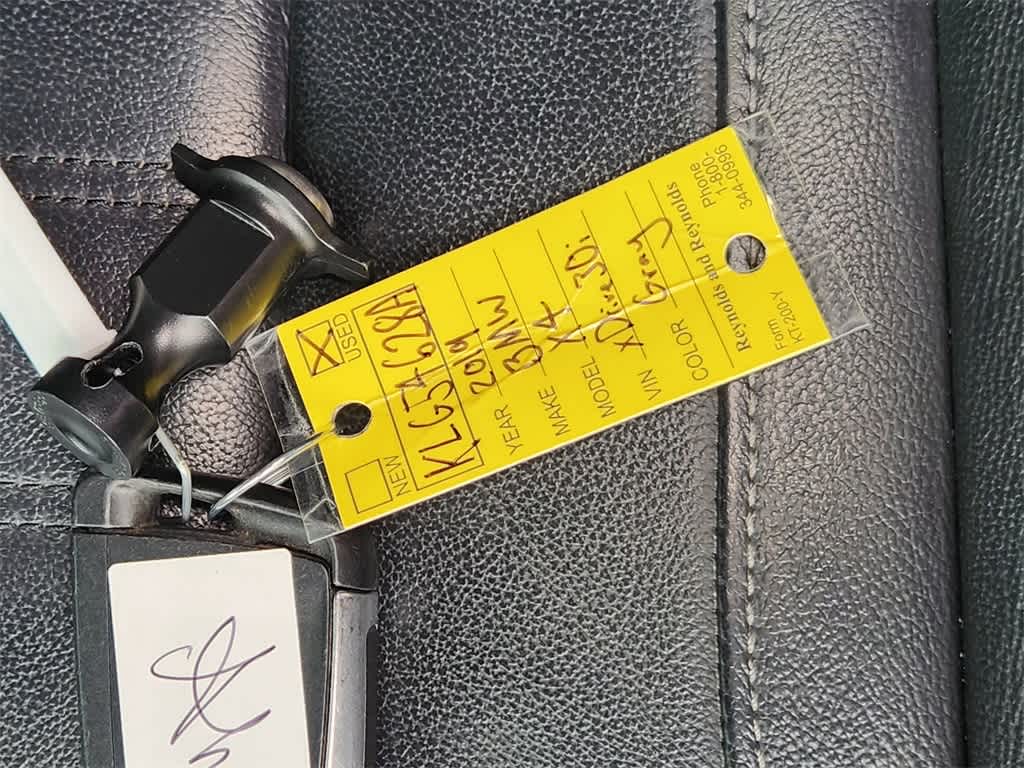 NEW USED
KLG5A628A
YEAR 2019
MAKE BMW
MODEL X4
VIN XDrive30i
COLOR Gray
Reynolds and Reynolds
Form
KT-200-Y
Phone
1-800-
344-0996